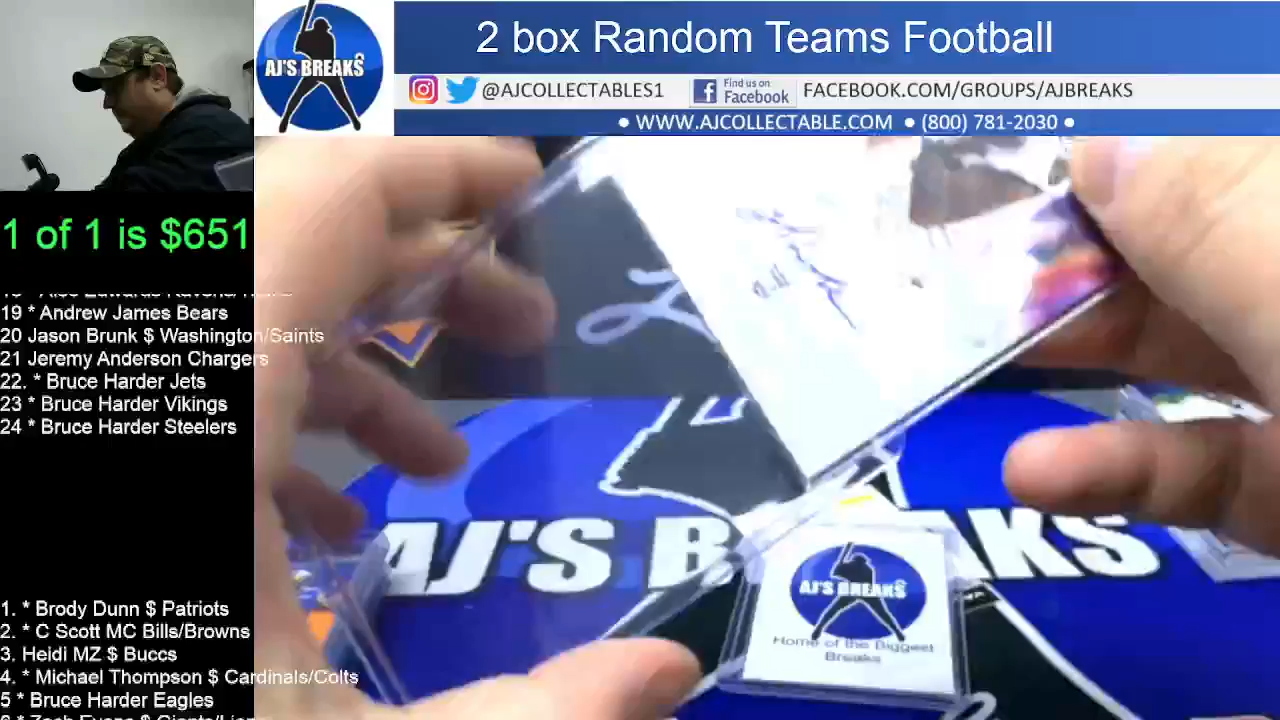 2 box Random Teams Football
AJ'S BREAKS
@AJCOLLECTABLES1
Find us on
Facebook
FACEBOOK.COM/GROUPS/AJBREAKS
• WWW.AJCOLLECTABLE.COM • (800) 781-2030 •
1 of 1 is $651
19 * Andrew James Bears
20 Jason Brunk $ Washington/Saints
21 Jeremy Anderson Chargers
22. * Bruce Harder Jets
23 * Bruce Harder Vikings
24 * Bruce Harder Steelers
1. * Brody Dunn $ Patriots
2. * C Scott MC Bills/Browns
3. Heidi MZ $ Buccs
4. * Michael Thompson $ Cardinals/Colts
5 * Bruce Harder Eagles
AJ'S BREAKS
AJ'S BREAKS
Home of the Biggest
Breaks